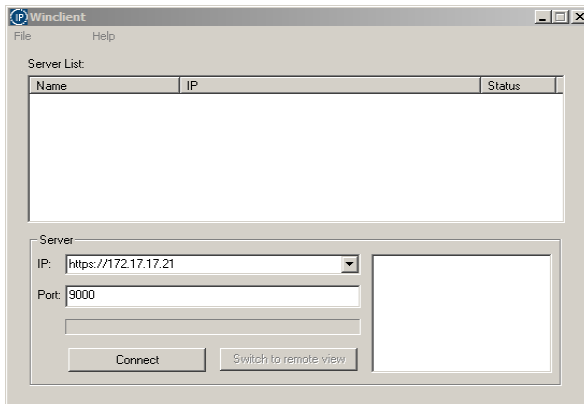 IP Winclient
File Help
Server List:
Name IP Status
Server
IP: https://172.17.17.21
Port: 9000
Connect Switch to remote view